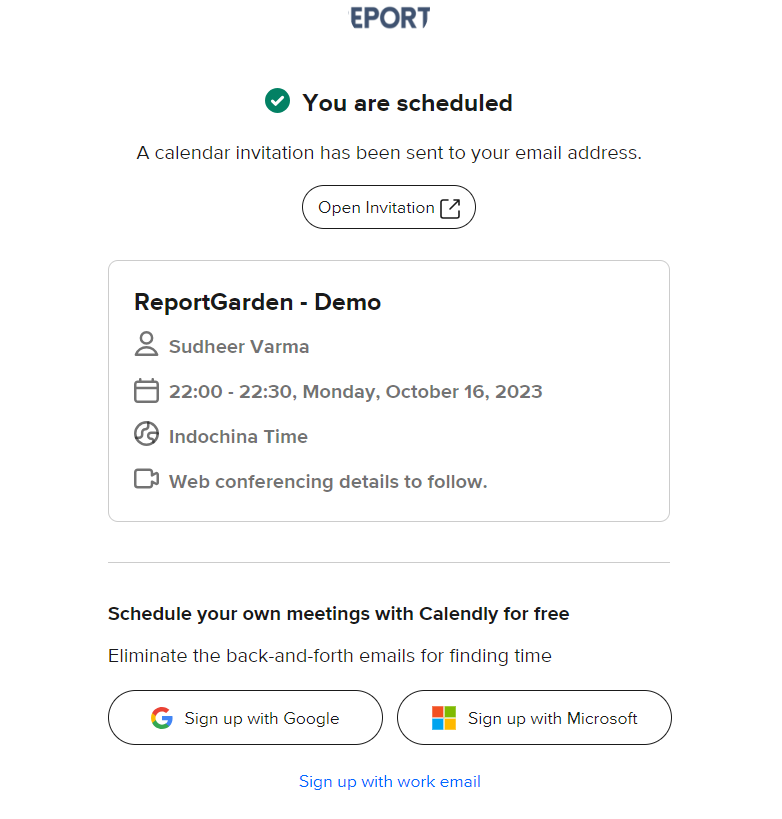 EPORT
You are scheduled
A calendar invitation has been sent to your email address.
Open Invitation
ReportGarden - Demo
Sudheer Varma
22:00 - 22:30, Monday, October 16, 2023
Indochina Time
Web conferencing details to follow.
Schedule your own meetings with Calendly for free
Eliminate the back-and-forth emails for finding time
Sign up with Google
Sign up with Microsoft
Sign up with work email